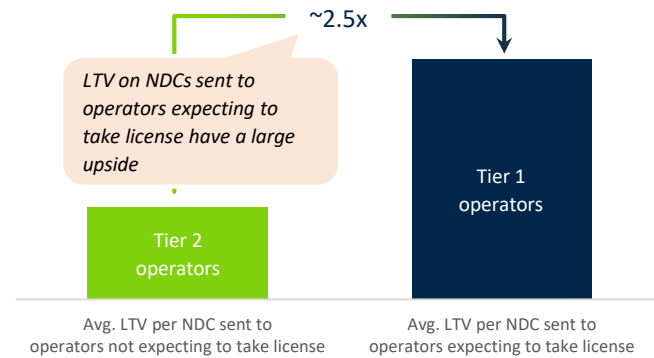 ~2.5x
LTV on NDCs sent to
operators expecting to
take license have a large
upside
Tier 2
operators
Tier 1
operators
Avg. LTV per NDC sent to
operators not expecting to take license
Avg. LTV per NDC sent to
operators expecting to take license